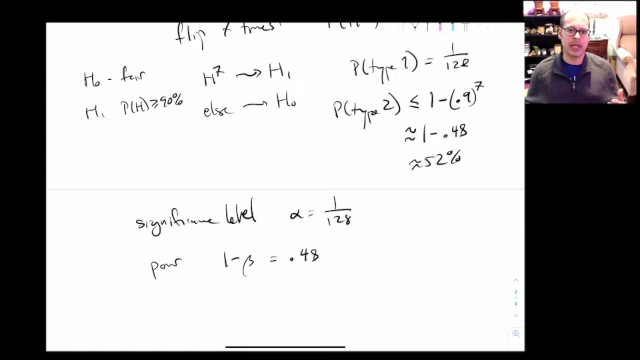 flip 7 times!
P(type 1) = 1/128
H₀ - fair
H⁷ ⟿ H₁
H₁ P(H) ≥ 90%
else ⟶ H₀
P(type 2) ≤ 1-(.9)⁷
≈ 1-.48
≈ 52%
significance level α = 1/128
power 1-β = .48